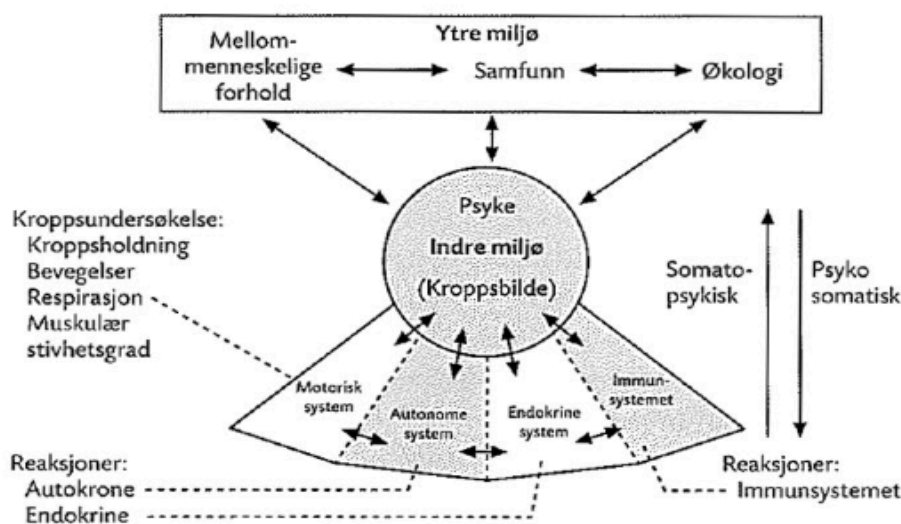 Ytre miljø
Mellom-
menneskelige
forhold
Samfunn
Økologi
Psyke
Indre miljø
(Kroppsbilde)
Kroppsundersøkelse:
Kroppsholdning
Bevegelser
Respirasjon
Muskulær
stivhetsgrad
Somato-
psykisk
Psyko
somatisk
Motorisk
system
Autonome
system
Endokrine
system
Immun-
systemet
Reaksjoner:
Autokrone
Endokrine
Reaksjoner:
Immunsystemet